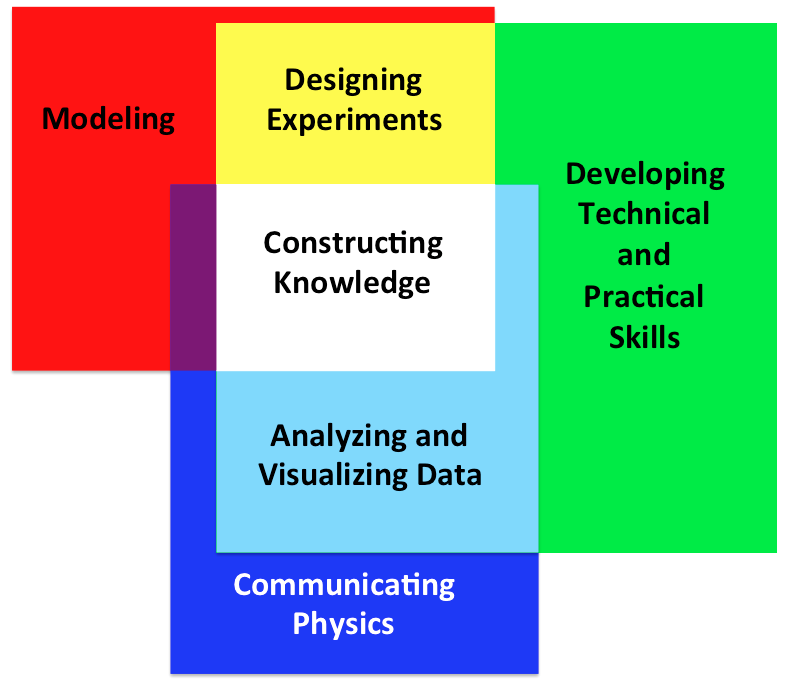 Modeling
Designing
Experiments
Developing
Technical
and
Practical
Skills
Constructing
Knowledge
Analyzing and
Visualizing Data
Communicating
Physics